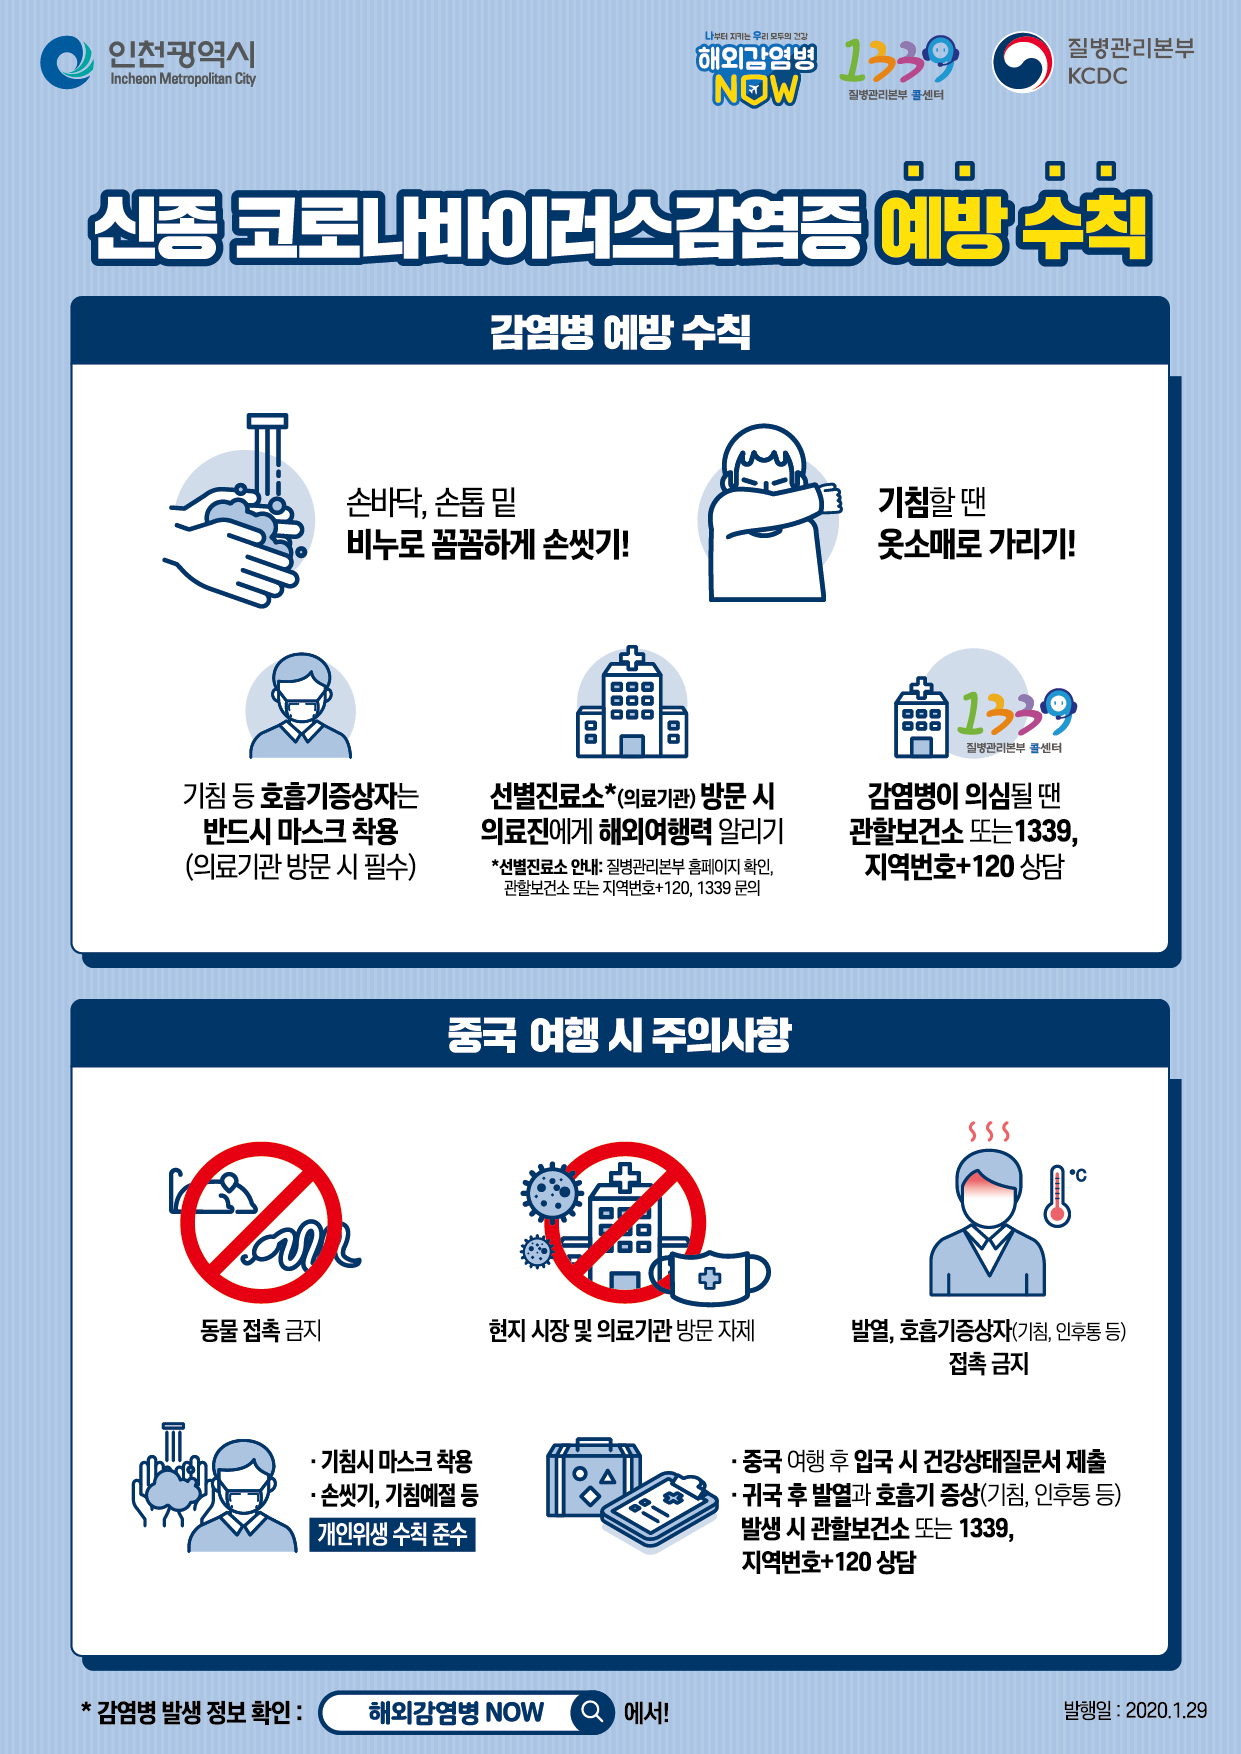 인천광역시
Incheon Metropolitan City
나부터 지키는 우리 모두의 건강
해외감염병
NOW
1339
질병관리본부 콜센터
질병관리본부
KCDC
신종 코로나바이러스감염증 예방 수칙
감염병 예방 수칙
손바닥, 손톱 밑
비누로 꼼꼼하게 손씻기!
기침할 땐
옷소매로 가리기!
1339
질병관리본부 콜센터
기침 등 호흡기증상자는
반드시 마스크 착용
(의료기관 방문 시 필수)
선별진료소*(의료기관) 방문 시
의료진에게 해외여행력 알리기
*선별진료소 안내: 질병관리본부 홈페이지 확인,
관할보건소 또는 지역번호+120, 1339 문의
감염병이 의심될 땐
관할보건소 또는1339,
지역번호+120 상담
중국 여행 시 주의사항
동물 접촉 금지
현지 시장 및 의료기관 방문 자제
°C
발열, 호흡기증상자(기침, 인후통 등)
접촉 금지
· 기침시 마스크 착용
· 손씻기, 기침예절 등
개인위생 수칙 준수
· 중국 여행 후 입국 시 건강상태질문서 제출
· 귀국 후 발열과 호흡기 증상(기침, 인후통 등)
발생 시 관할보건소 또는 1339,
지역번호+120 상담
* 감염병 발생 정보 확인 : 해외감염병 NOW 에서!
발행일 : 2020.1.29